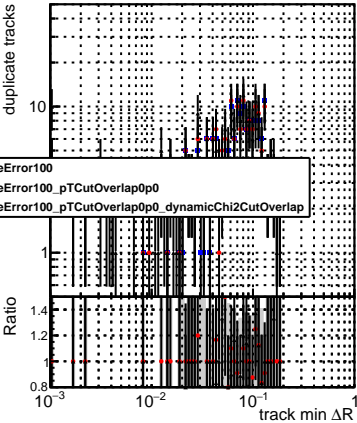 duplicate tracks
10
eError100
eError100_pTCutOverlap0p0
eError100_pTCutOverlap0p0_dynamicChi2CutOverlap
1
Ratio
1.4
1.2
1
0.8
10⁻³ 10⁻² 10⁻¹ 1
track min ΔR